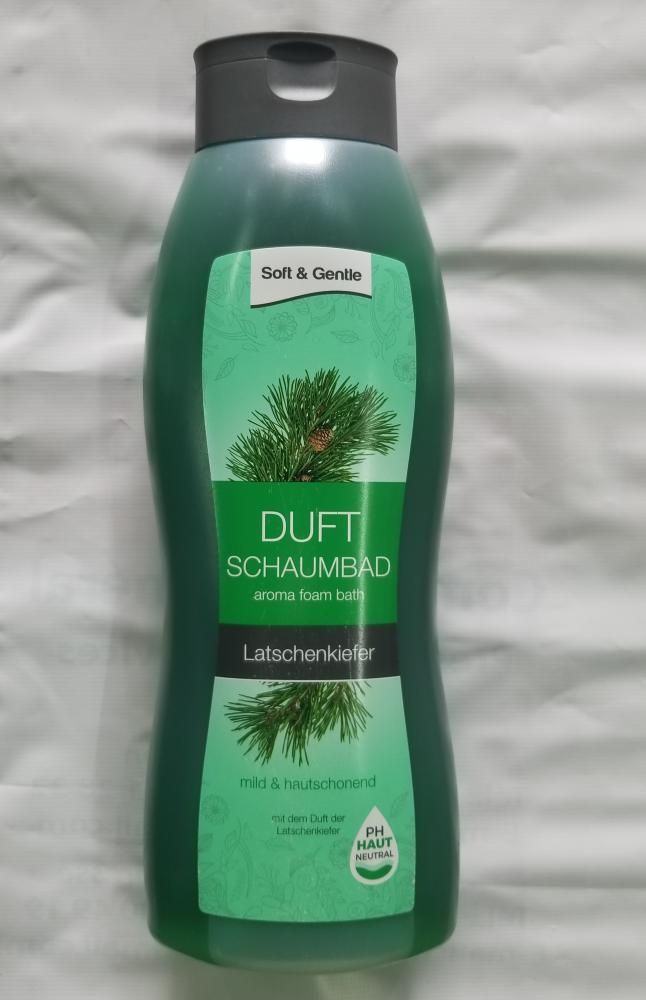 Soft & Gentle
DUFT
SCHAUMBAD
aroma foam bath
Latschenkiefer
mild & hautschonend
mit dem Duft der
Latschenkiefer
PH
HAUT
NEUTRAL